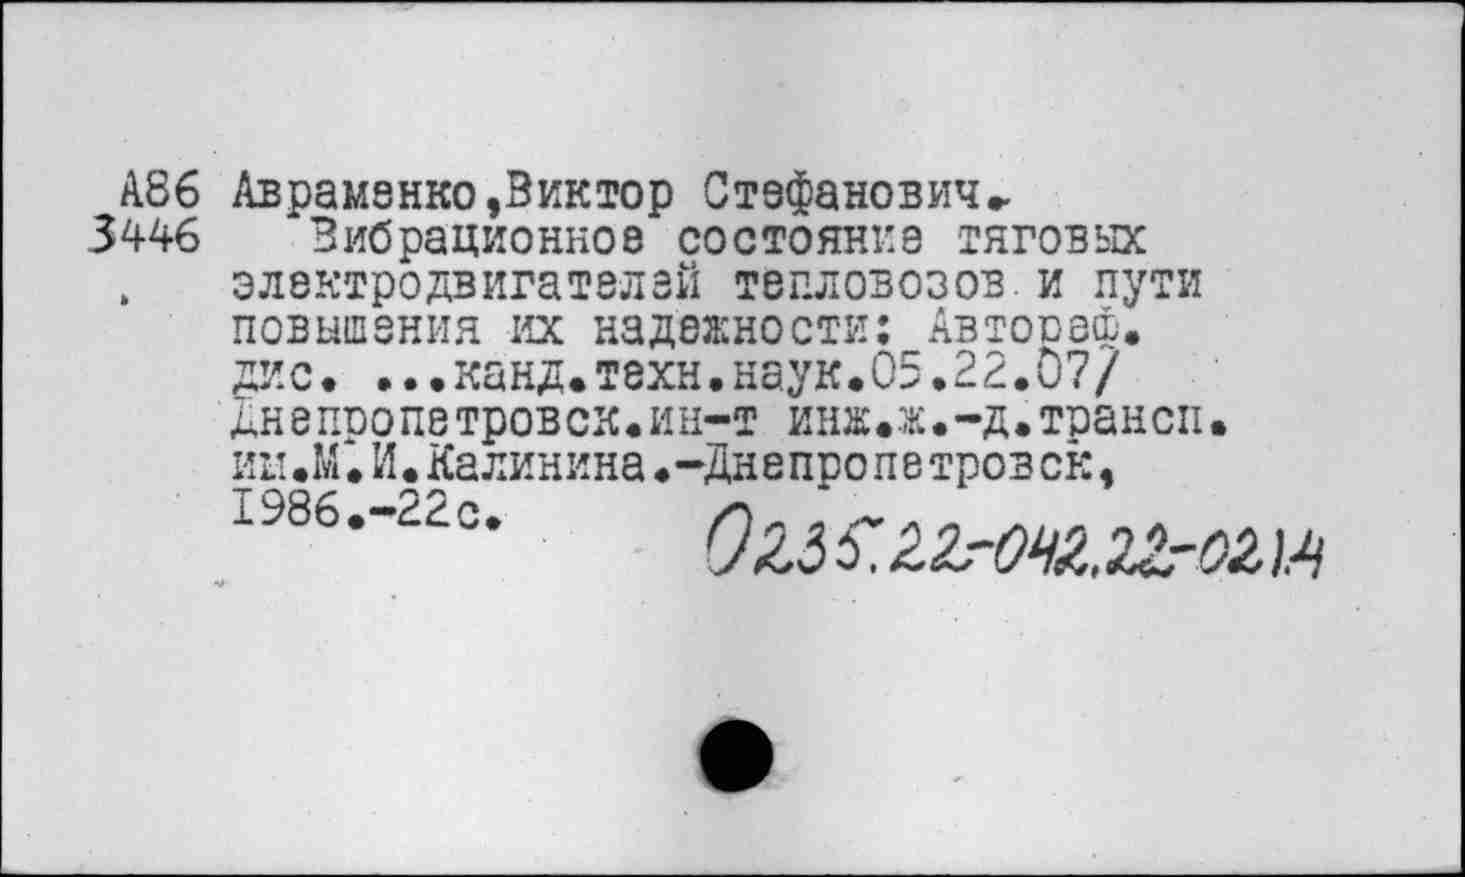 А86 Авраменко,Виктор Стефанович.
3446 Вибрационное состояние тяговых
электродвигателей тепловозов и пути
повышения их надежности: Автореф.
дис. ...канд.техн.наук.05.22.07/
Днепропетровск.ин-т инж.ж.-д.трансп.
им.М.И.Калинина.-Днепропетровск,
1986.-22с.
О235.22-042.22-021.4